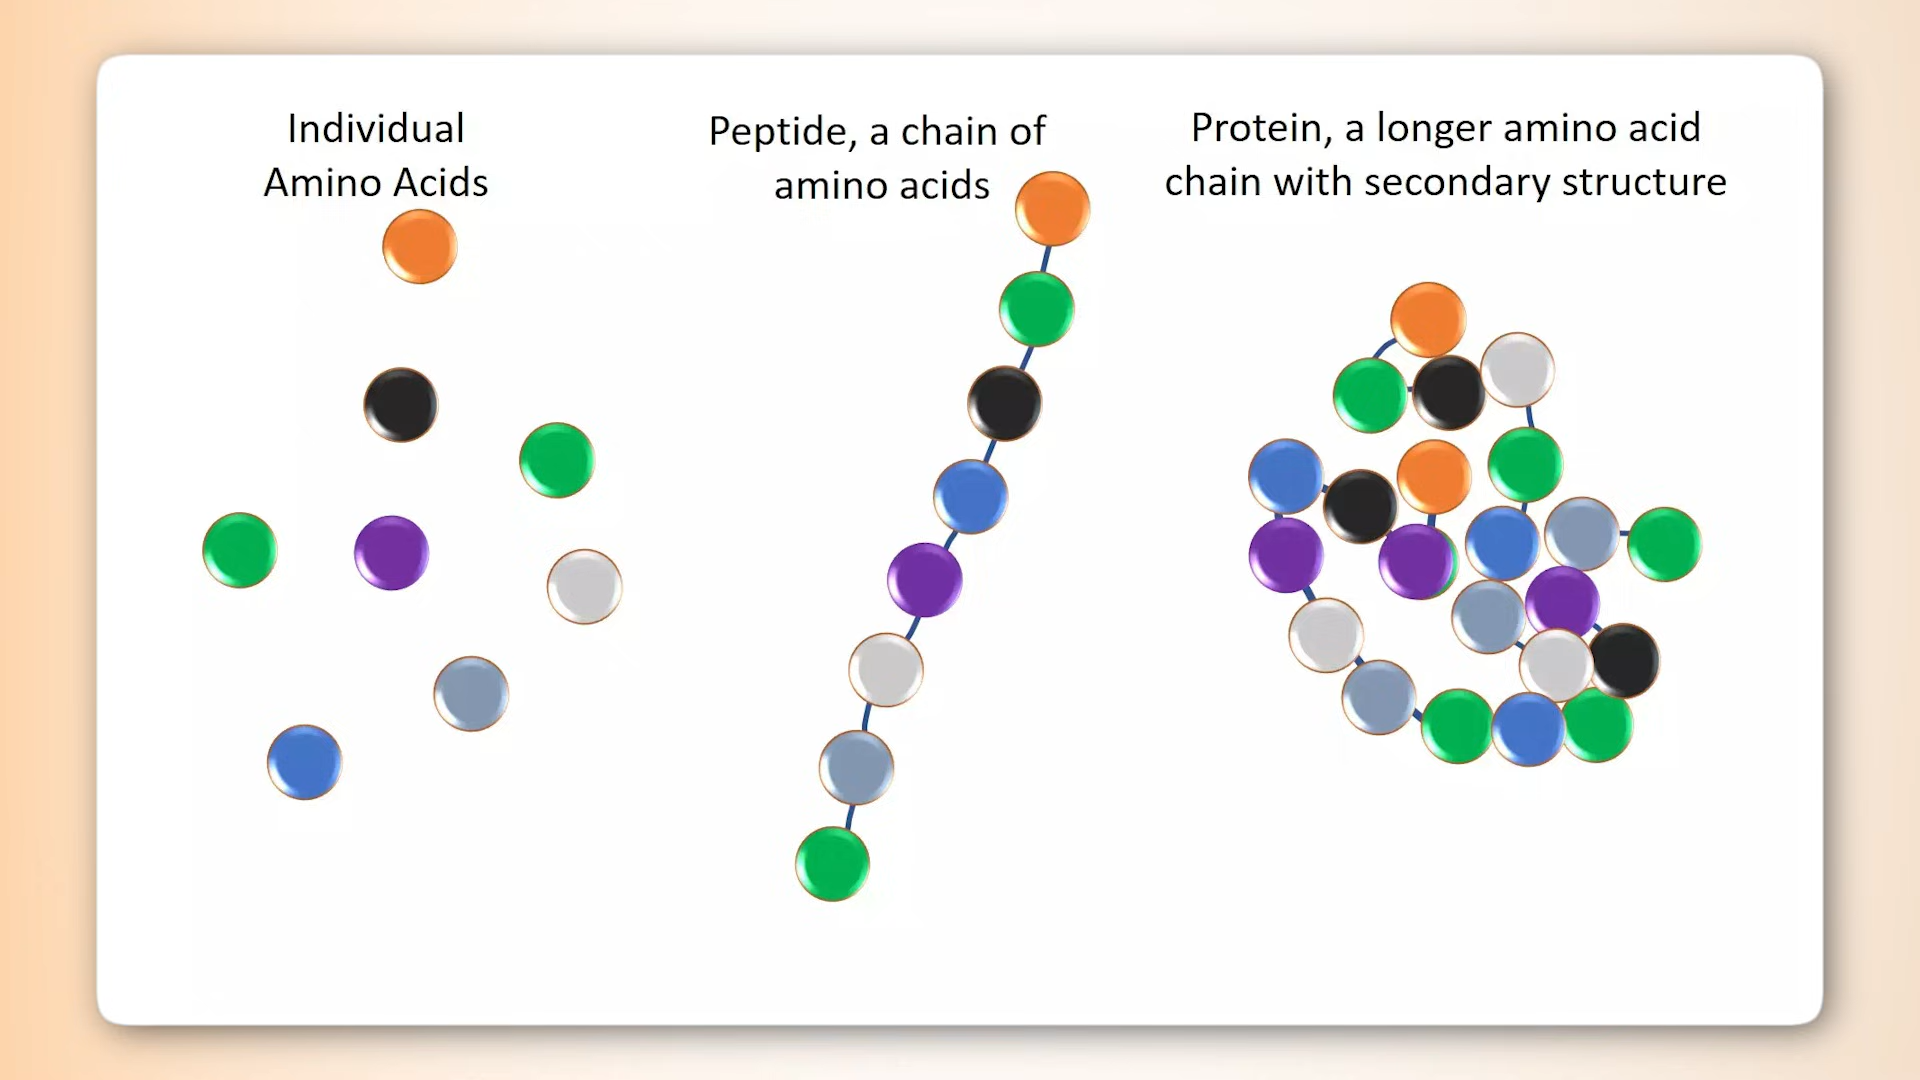 Individual
Amino Acids
Peptide, a chain of
amino acids
Protein, a longer amino acid
chain with secondary structure